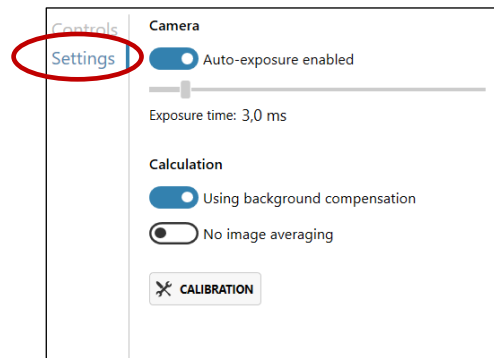 Controls
Settings
Camera
Auto-exposure enabled
Exposure time: 3,0 ms
Calculation
Using background compensation
No image averaging
CALIBRATION